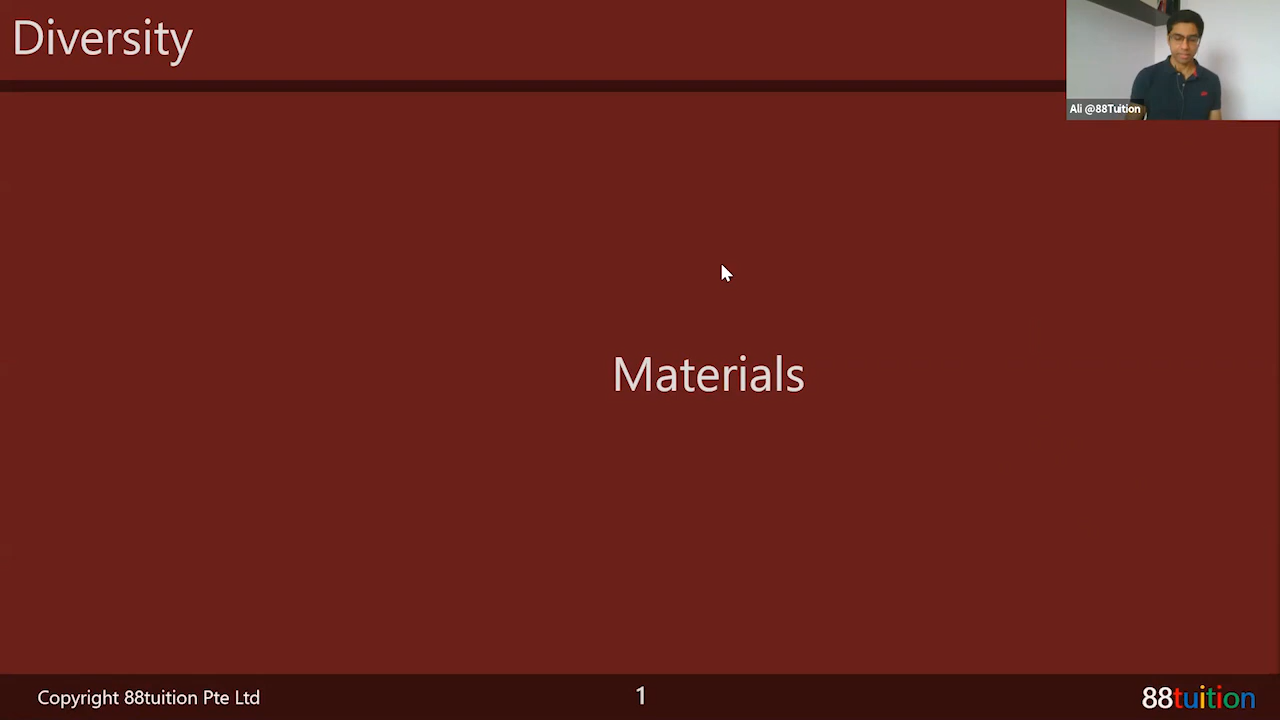 Diversity
Ali @88Tuition
Materials
Copyright 88tuition Pte Ltd
1
88tuition